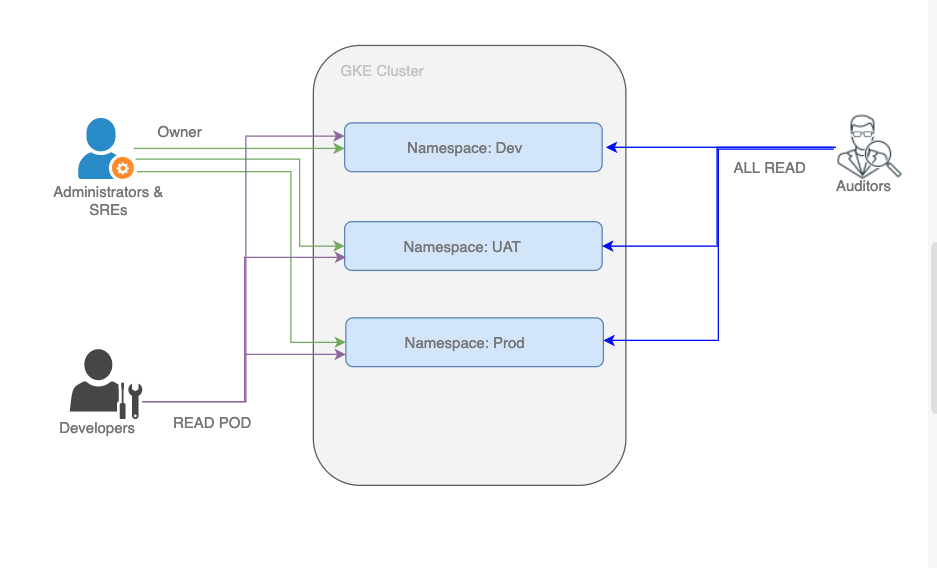 GKE Cluster
Owner
Namespace: Dev
ALL READ
Administrators &
SREs
Auditors
Namespace: UAT
Namespace: Prod
READ POD
Developers